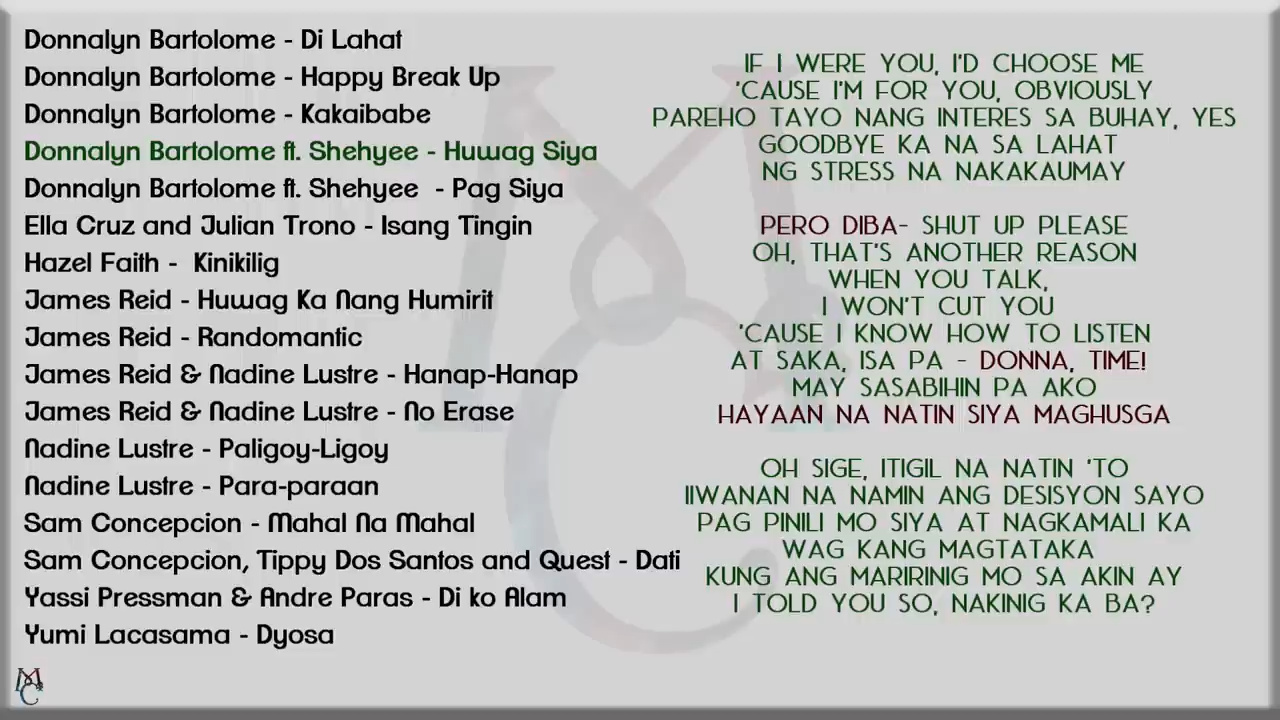 Donnalyn Bartolome - Di Lahat
Donnalyn Bartolome - Happy Break Up
Donnalyn Bartolome - Kakaibabe
Donnalyn Bartolome ft. Shehyee - Huwag Siya
Donnalyn Bartolome ft. Shehyee  - Pag Siya
Ella Cruz and Julian Trono - Isang Tingin
Hazel Faith -  Kinikilig
James Reid - Huwag Ka Nang Humirit
James Reid - Randomantic
James Reid & Nadine Lustre - Hanap-Hanap
James Reid & Nadine Lustre - No Erase
Nadine Lustre - Paligoy-Ligoy
Nadine Lustre - Para-paraan
Sam Concepcion - Mahal Na Mahal
Sam Concepcion, Tippy Dos Santos and Quest - Dati
Yassi Pressman & Andre Paras - Di ko Alam
Yumi Lacasama - Dyosa
IF I WERE YOU, I'D CHOOSE ME
'CAUSE I'M FOR YOU, OBVIOUSLY
PAREHO TAYO NANG INTERES SA BUHAY, YES
GOODBYE KA NA SA LAHAT
NG STRESS NA NAKAKAUMAY
PERO DIBA- SHUT UP PLEASE
OH, THAT'S ANOTHER REASON
WHEN YOU TALK,
I WON'T CUT YOU
'CAUSE I KNOW HOW TO LISTEN
AT SAKA, ISA PA - DONNA, TIME!
MAY SASABIHIN PA AKO
HAYAAN NA NATIN SIYA MAGHUSGA
OH SIGE, ITIGIL NA NATIN 'TO
IIWANAN NA NAMIN ANG DESISYON SAYO
PAG PINILI MO SIYA AT NAGKAMALI KA
WAG KANG MAGTATAKA
KUNG ANG MARIRINIG MO SA AKIN AY
I TOLD YOU SO, NAKINIG KA BA?